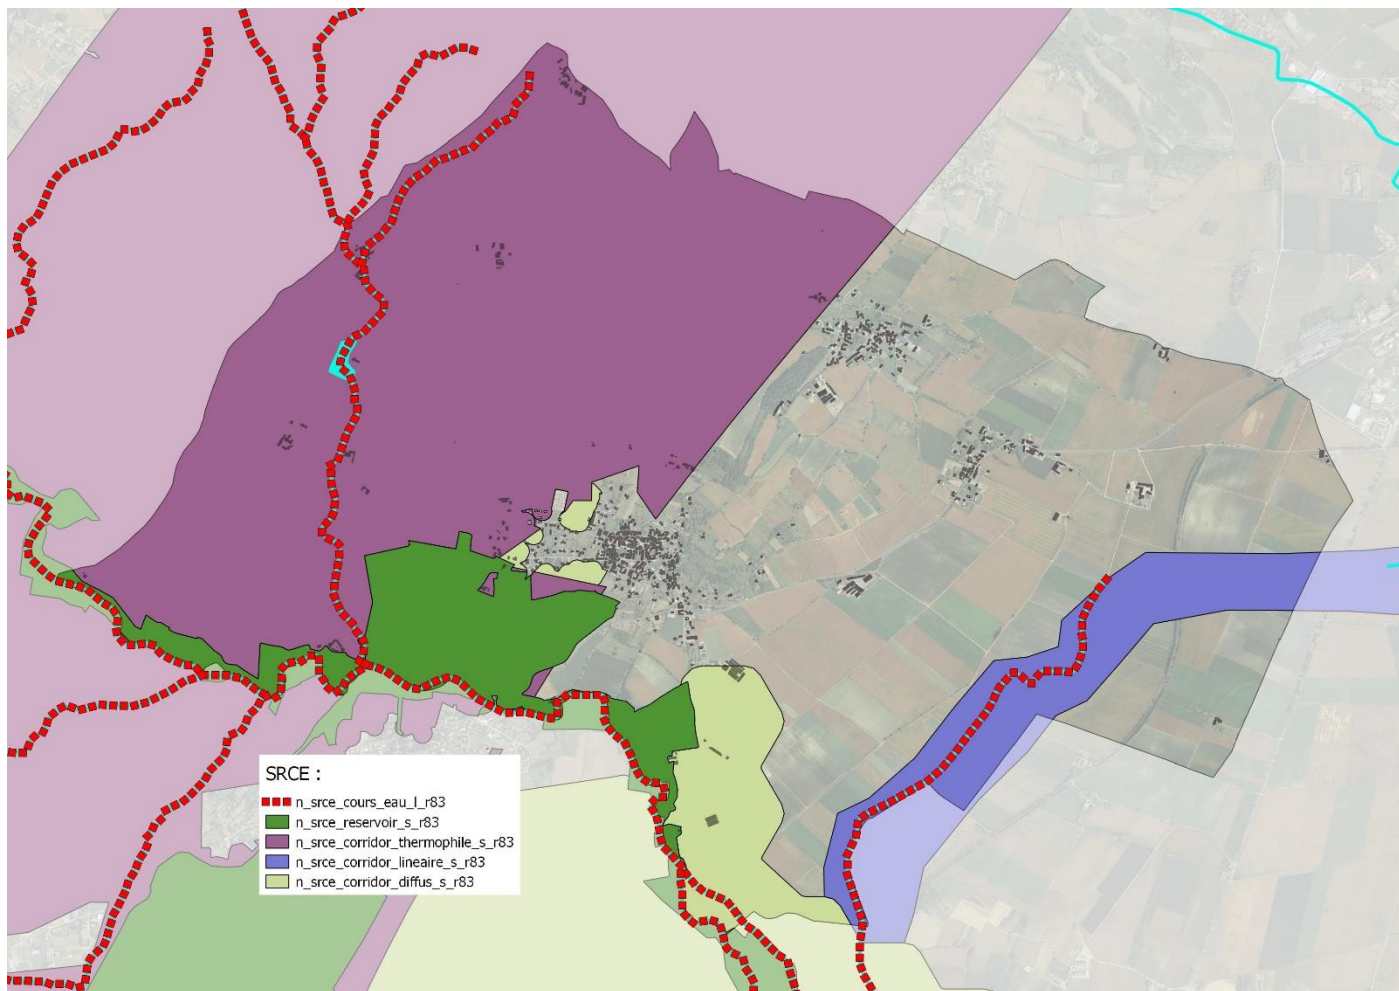 SRCE :
n_srce_cours_eau_l_r83
n_srce_reservoir_s_r83
n_srce_corridor_thermophile_s_r83
n_srce_corridor_lineaire_s_r83
n_srce_corridor_diffus_s_r83